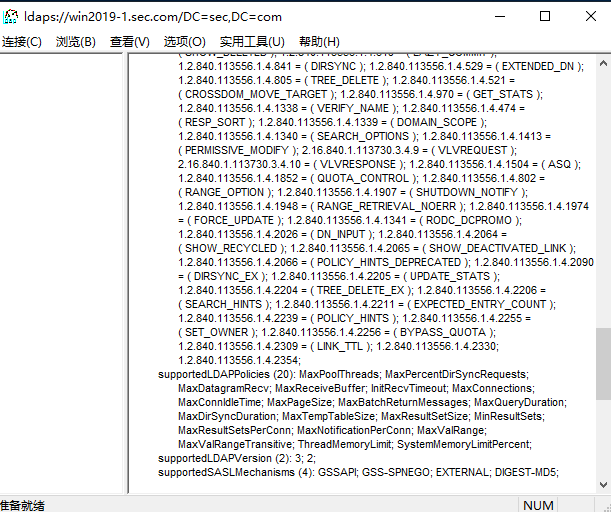 ldaps://win2019-1.sec.com/DC=sec,DC=com
连接(C) 浏览(B) 查看(V) 选项(O) 实用工具(U) 帮助(H)
1.2.840.113556.1.4.841 = ( DIRSYNC ); 1.2.840.113556.1.4.529 = ( EXTENDED_DN );
1.2.840.113556.1.4.805 = ( TREE_DELETE ); 1.2.840.113556.1.4.521 =
( CROSSDOM_MOVE_TARGET ); 1.2.840.113556.1.4.970 = ( GET_STATS );
1.2.840.113556.1.4.1338 = ( VERIFY_NAME ); 1.2.840.113556.1.4.474 =
( RESP_SORT ); 1.2.840.113556.1.4.1339 = ( DOMAIN_SCOPE );
1.2.840.113556.1.4.1340 = ( SEARCH_OPTIONS ); 1.2.840.113556.1.4.1413 =
( PERMISSIVE_MODIFY ); 2.16.840.1.113730.3.4.9 = ( VLVREQUEST );
2.16.840.1.113730.3.4.10 = ( VLVRESPONSE ); 1.2.840.113556.1.4.1504 = ( ASQ );
1.2.840.113556.1.4.1852 = ( QUOTA_CONTROL ); 1.2.840.113556.1.4.802 =
( RANGE_OPTION ); 1.2.840.113556.1.4.1907 = ( SHUTDOWN_NOTIFY );
1.2.840.113556.1.4.1948 = ( RANGE_RETRIEVAL_NOERR ); 1.2.840.113556.1.4.1974
= ( FORCE_UPDATE ); 1.2.840.113556.1.4.1341 = ( RODC_DCPROMO );
1.2.840.113556.1.4.2026 = ( DN_INPUT ); 1.2.840.113556.1.4.2064 =
( SHOW_RECYCLED ); 1.2.840.113556.1.4.2065 = ( SHOW_DEACTIVATED_LINK );
1.2.840.113556.1.4.2066 = ( POLICY_HINTS_DEPRECATED ); 1.2.840.113556.1.4.2090
= ( DIRSYNC_EX ); 1.2.840.113556.1.4.2205 = ( UPDATE_STATS );
1.2.840.113556.1.4.2204 = ( TREE_DELETE_EX ); 1.2.840.113556.1.4.2206 =
( SEARCH_HINTS ); 1.2.840.113556.1.4.2211 = ( EXPECTED_ENTRY_COUNT );
1.2.840.113556.1.4.2239 = ( POLICY_HINTS ); 1.2.840.113556.1.4.2255 =
( SET_OWNER ); 1.2.840.113556.1.4.2256 = ( BYPASS_QUOTA );
1.2.840.113556.1.4.2309 = ( LINK_TTL ); 1.2.840.113556.1.4.2330;
1.2.840.113556.1.4.2354;
supportedLDAPPolicies (20): MaxPoolThreads; MaxPercentDirSyncRequests;
MaxDatagramRecv; MaxReceiveBuffer; InitRecvTimeout; MaxConnections;
MaxConnIdleTime; MaxPageSize; MaxBatchReturnMessages; MaxQueryDuration;
MaxDirSyncDuration; MaxTempTableSize; MaxResultSetSize; MinResultSets;
MaxResultSetsPerConn; MaxNotificationPerConn; MaxValRange;
MaxValRangeTransitive; ThreadMemoryLimit; SystemMemoryLimitPercent;
supportedLDAPVersion (2): 3; 2;
supportedSASLMechanisms (4): GSSAPI; GSS-SPNEGO; EXTERNAL; DIGEST-MD5;
准备就绪 NUM